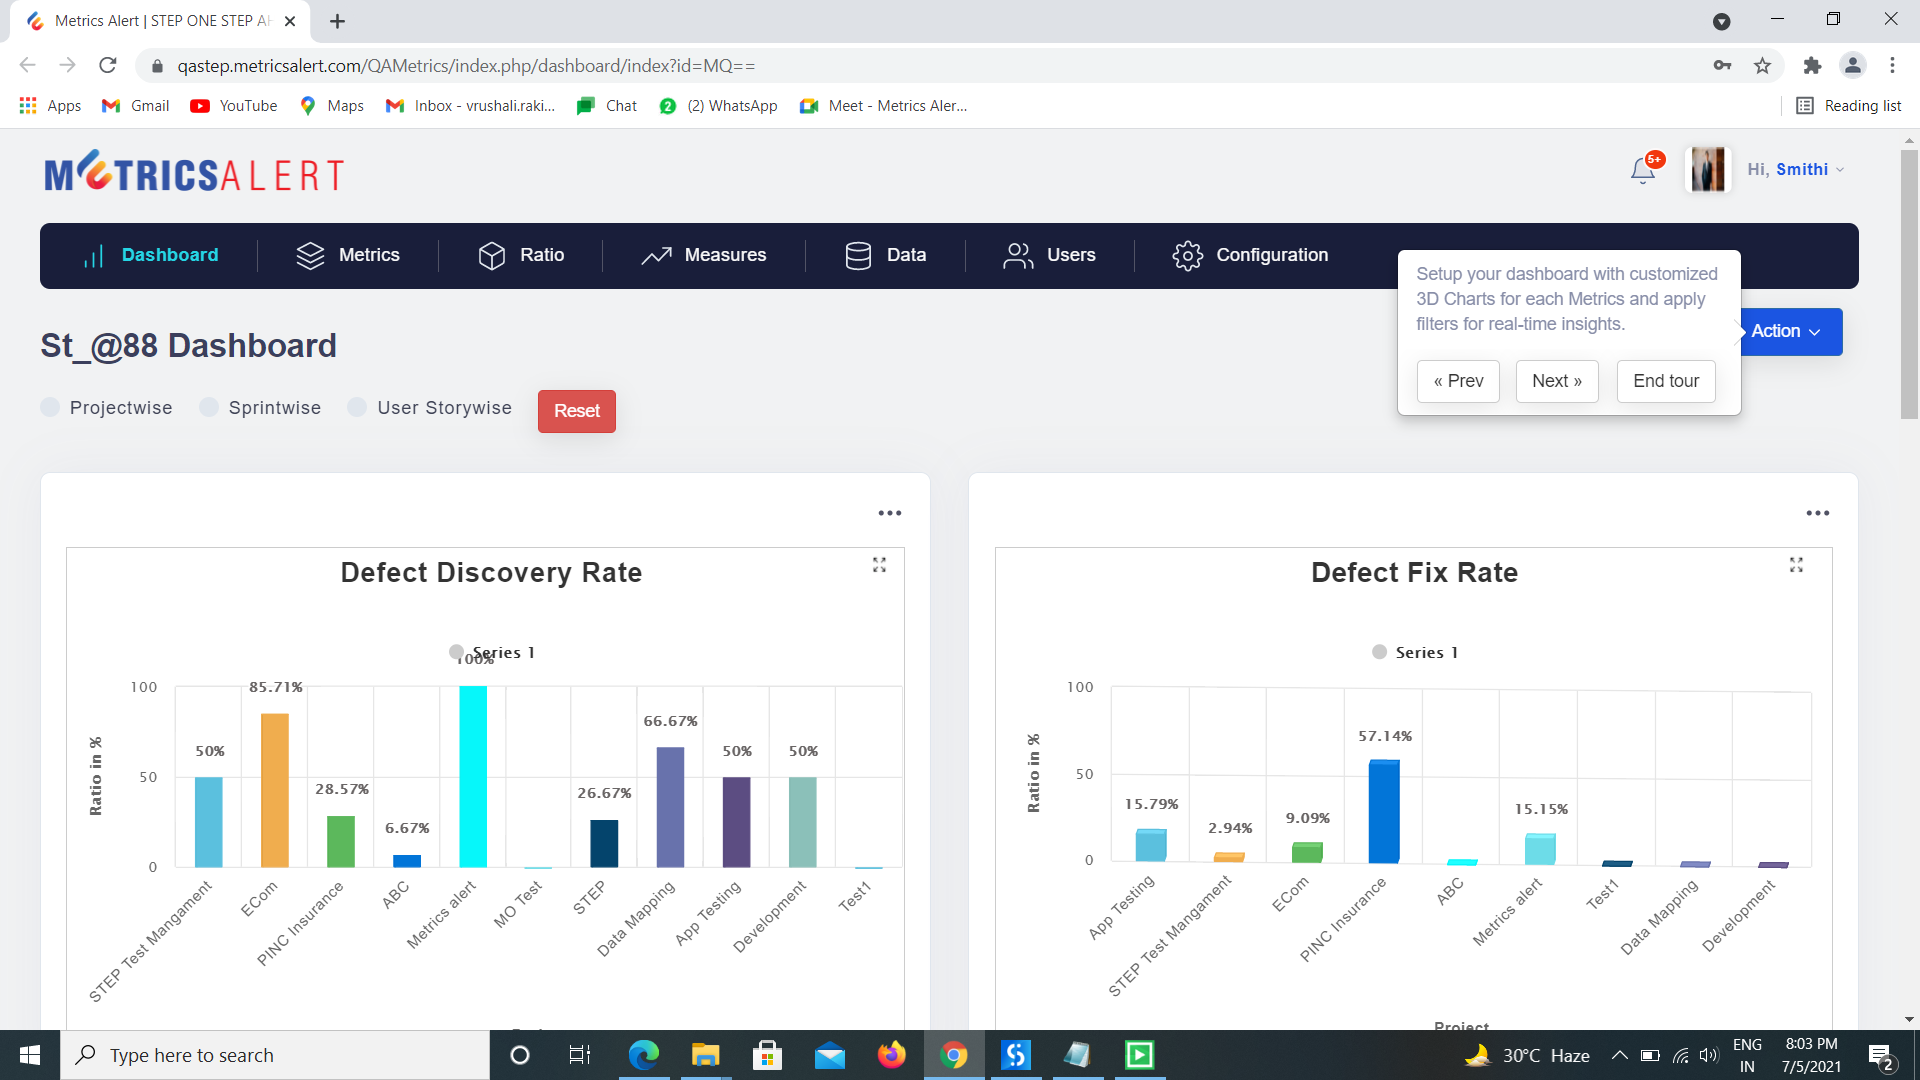 Metrics Alert | STEP ONE STEP AH
qastep.metricsalert.com/QAMetrics/index.php/dashboard/index?id=MQ==
Apps
Gmail
YouTube
Maps
Inbox - vrushali.raki...
Chat
2
(2) WhatsApp
Meet - Metrics Aler...
Reading list
METRICSALERT
5+
Hi, Smithi
Dashboard
Metrics
Ratio
Measures
Data
Users
Configuration
Setup your dashboard with customized
3D Charts for each Metrics and apply
filters for real-time insights.
« Prev
Next »
End tour
Action
St_@88 Dashboard
Projectwise
Sprintwise
User Storywise
Reset
Defect Discovery Rate
Series 1
100%
100
50
0
Ratio in %
50%
85.71%
28.57%
6.67%
26.67%
66.67%
50%
50%
STEP Test Mangament
ECom
PINC Insurance
ABC
Metrics alert
MO Test
STEP
Data Mapping
App Testing
Development
Test1
Defect Fix Rate
Series 1
100
50
0
Ratio in %
15.79%
2.94%
9.09%
57.14%
15.15%
App Testing
STEP Test Mangament
ECom
PINC Insurance
ABC
Metrics alert
Test1
Data Mapping
Development
Project
Type here to search
30°C Haze
ENG
IN
8:03 PM
7/5/2021
2